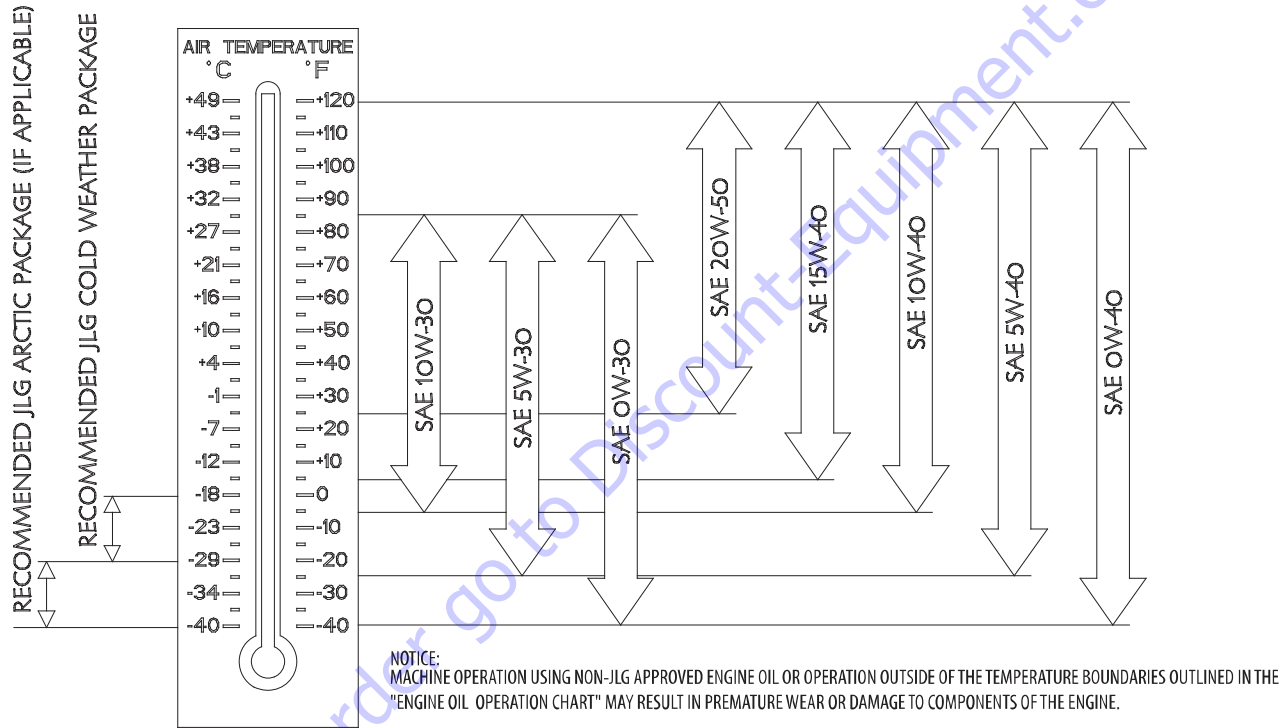 RECOMMENDED JLG ARCTIC PACKAGE (IF APPLICABLE)
RECOMMENDED JLG COLD WEATHER PACKAGE
AIR TEMPERATURE
°C °F
+49 +120
+43 +110
+38 +100
+32 +90
+27 +80
+21 +70
+16 +60
+10 +50
+4 +40
-1 +30
-7 +20
-12 +10
-18 0
-23 -10
-29 -20
-34 -30
-40 -40
SAE 10W-30
SAE 5W-30
SAE 0W-30
SAE 20W-50
SAE 15W-40
SAE 10W-40
SAE 5W-40
SAE 0W-40
NOTICE:
MACHINE OPERATION USING NON-JLG APPROVED ENGINE OIL OR OPERATION OUTSIDE OF THE TEMPERATURE BOUNDARIES OUTLINED IN THE
"ENGINE OIL OPERATION CHART" MAY RESULT IN PREMATURE WEAR OR DAMAGE TO COMPONENTS OF THE ENGINE.
go to Discount-Equipment.